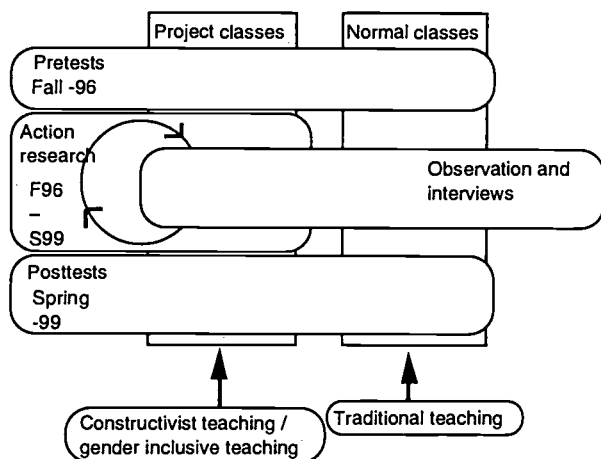 Project classes
Normal classes
Pretests
Fall -96
Action
research
F96
–
S99
Observation and
interviews
Posttests
Spring
-99
Constructivist teaching /
gender inclusive teaching
Traditional teaching